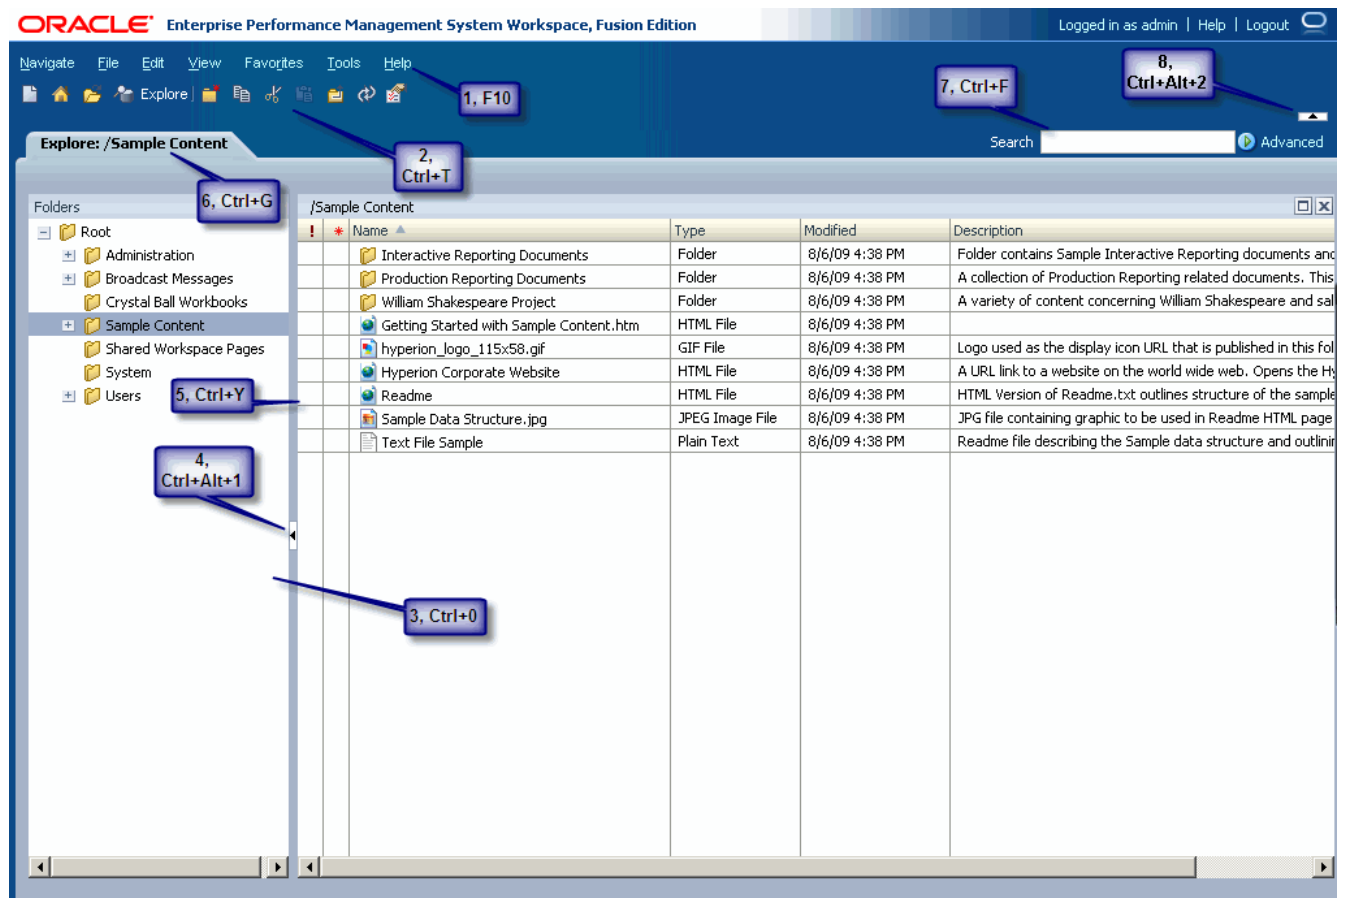 ORACLE Enterprise Performance Management System Workspace, Fusion Edition
Logged in as admin | Help | Logout
Navigate File Edit View Favorites Tools Help
8,
Ctrl+Alt+2
7, Ctrl+F
Explore
1, F10
Explore: /Sample Content
Search
Advanced
2,
Ctrl+T
6, Ctrl+G
Folders
/Sample Content
Root
! * Name Type Modified Description
Administration
Interactive Reporting Documents Folder 8/6/09 4:38 PM Folder contains Sample Interactive Reporting documents and
Broadcast Messages
Production Reporting Documents Folder 8/6/09 4:38 PM A collection of Production Reporting related documents. This
Crystal Ball Workbooks
William Shakespeare Project Folder 8/6/09 4:38 PM A variety of content concerning William Shakespeare and sal
Sample Content
Getting Started with Sample Content.htm HTML File 8/6/09 4:38 PM
Shared Workspace Pages
hyperion_logo_115x58.gif GIF File 8/6/09 4:38 PM Logo used as the display icon URL that is published in this fol
System
Hyperion Corporate Website HTML File 8/6/09 4:38 PM A URL link to a website on the world wide web. Opens the Hy
Users
5, Ctrl+Y
Readme HTML File 8/6/09 4:38 PM HTML Version of Readme.txt outlines structure of the sample
Sample Data Structure.jpg JPEG Image File 8/6/09 4:38 PM JPG file containing graphic to be used in Readme HTML page
Text File Sample Plain Text 8/6/09 4:38 PM Readme file describing the Sample data structure and outlinin
4,
Ctrl+Alt+1
3, Ctrl+0